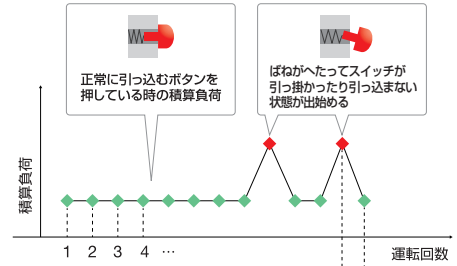 正常に引っ込むボタンを
押している時の積算負荷
ばねがへたってスイッチが
引っ掛かったり引っ込まない
状態が出始める
積算負荷
1 2 3 4 …
運転回数